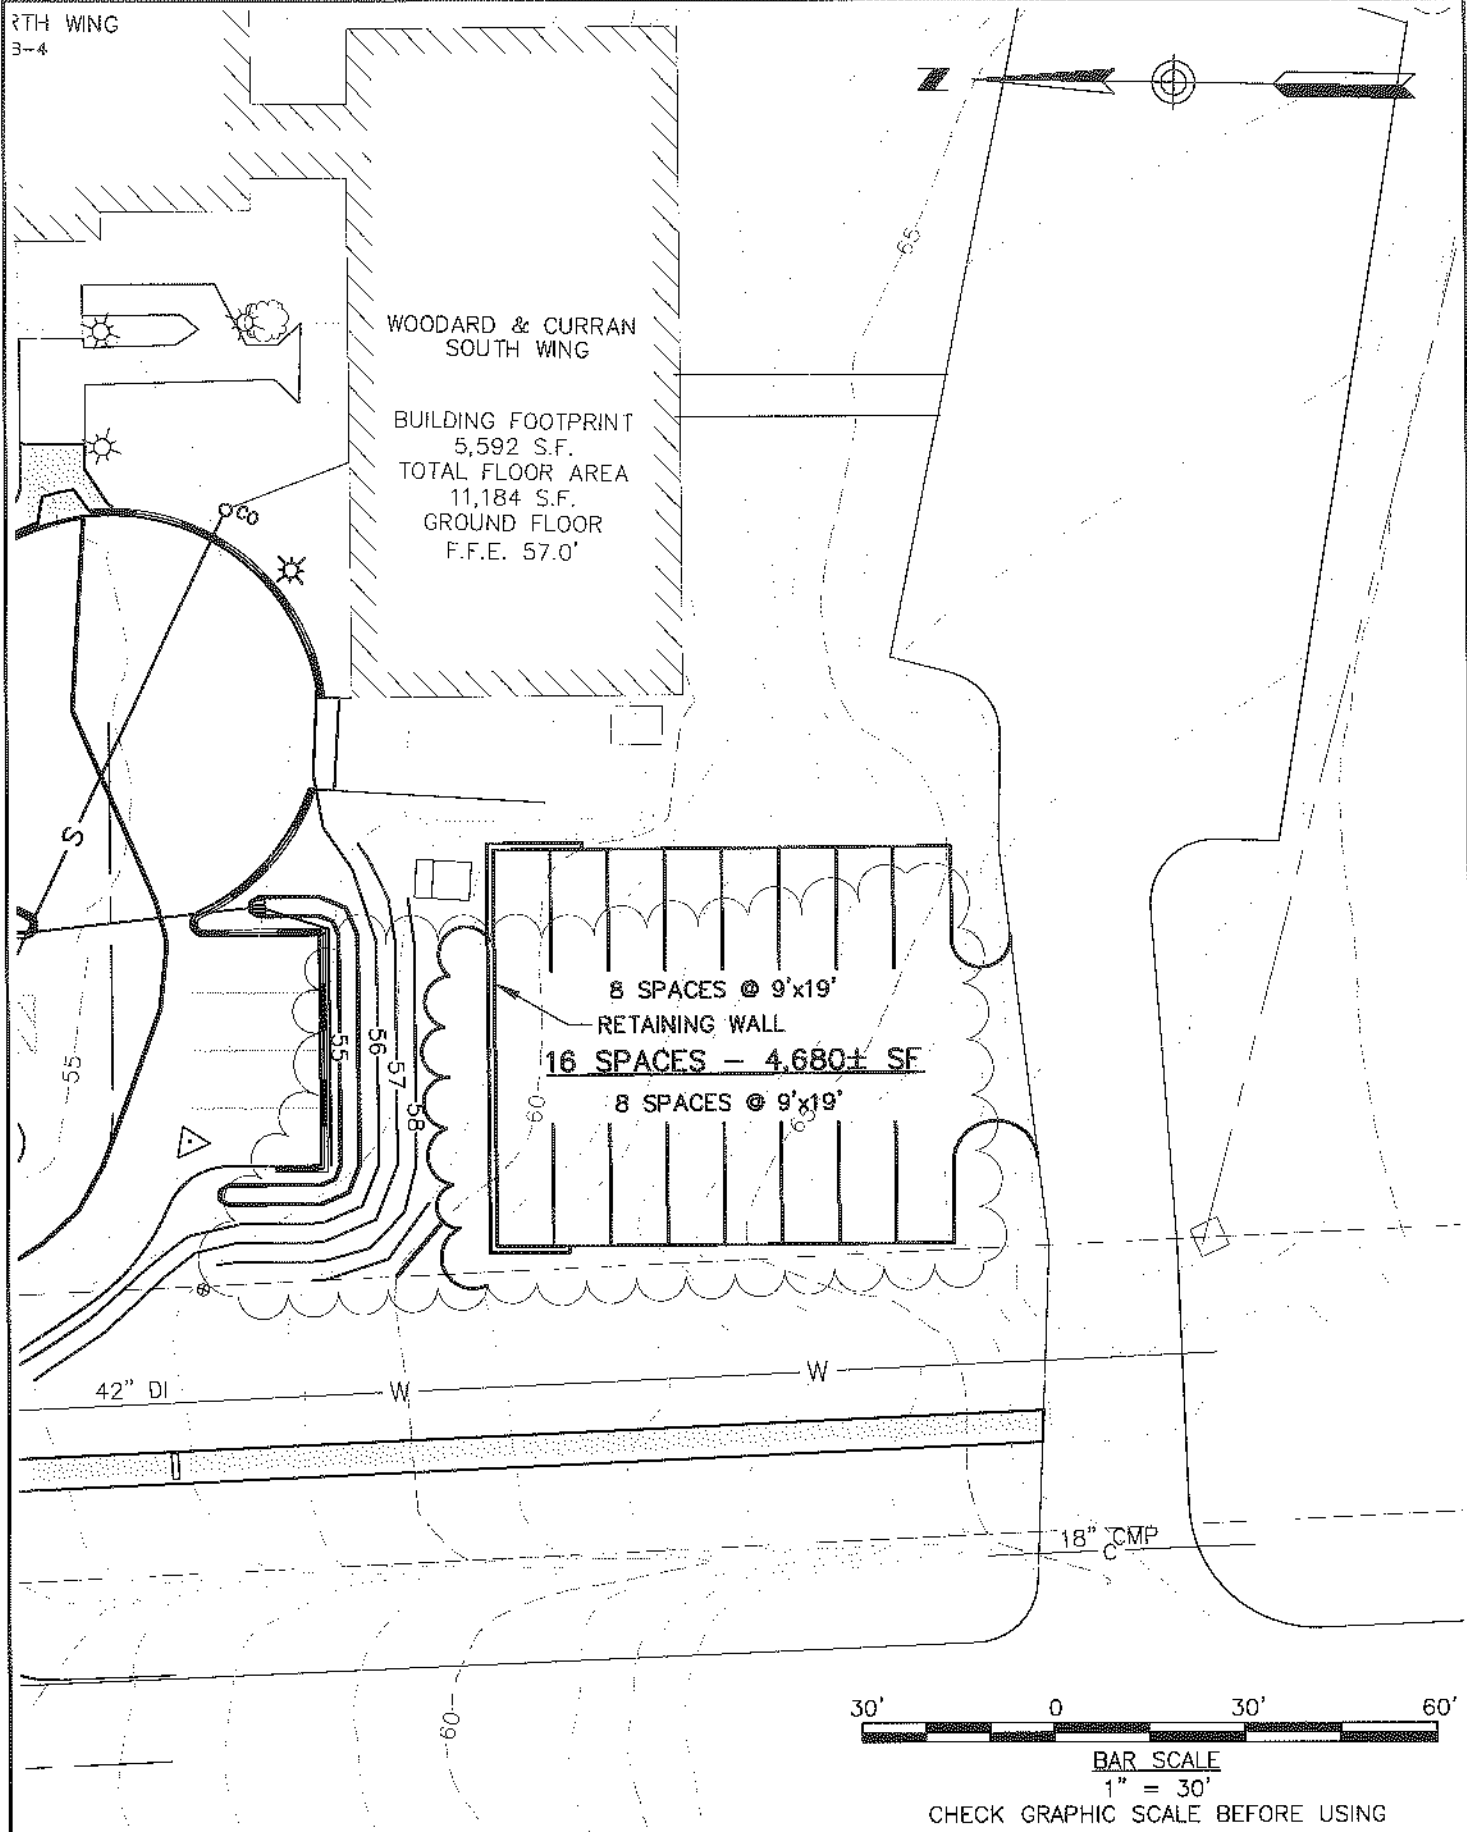 RTH WING
3-4
Z
65
WOODARD & CURRAN
SOUTH WING
BUILDING FOOTPRINT
5,592 S.F.
TOTAL FLOOR AREA
11,184 S.F.
GROUND FLOOR
F.F.E. 57.0'
CO
S
8 SPACES @ 9'x19'
RETAINING WALL
16 SPACES - 4,680± SF
8 SPACES @ 9'x19'
55
55
56
57
58
60
W
W
42" DI
18" CMP
C
60
30' 0 30' 60'
BAR SCALE
1" = 30'
CHECK GRAPHIC SCALE BEFORE USING